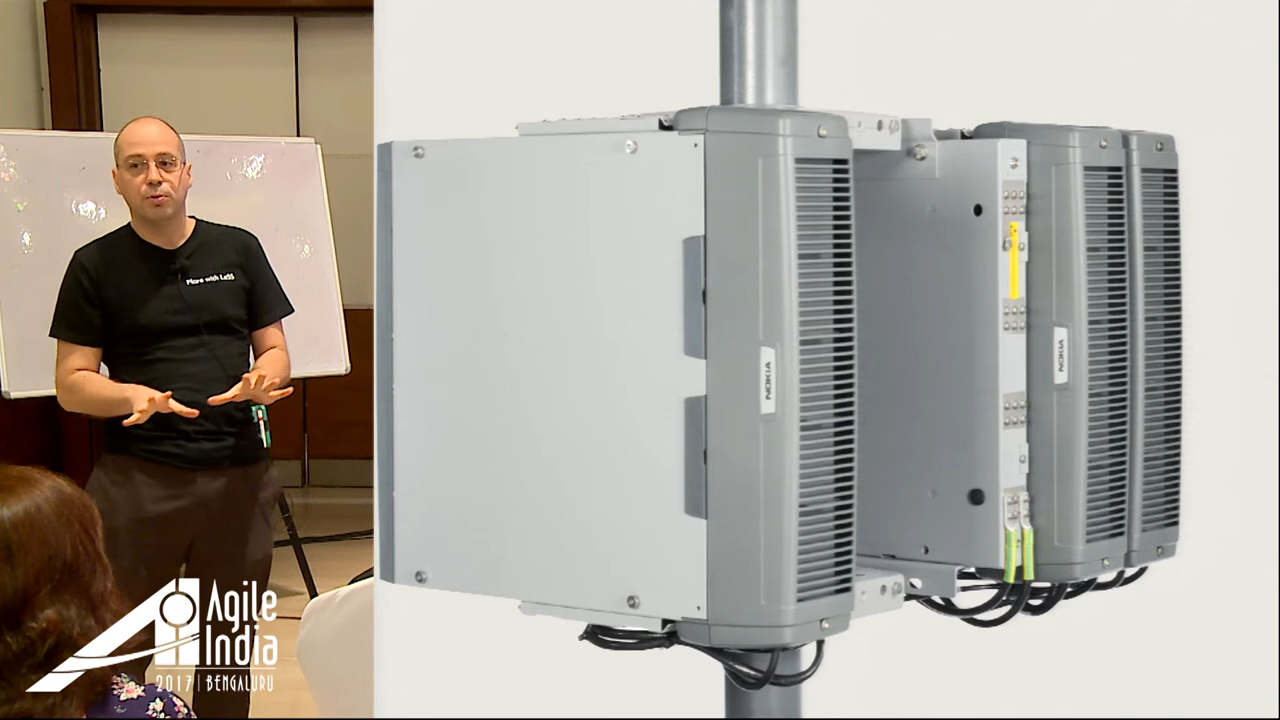 More with LeSS
NOKIA
NOKIA
Agile
India
2017 | BENGALURU